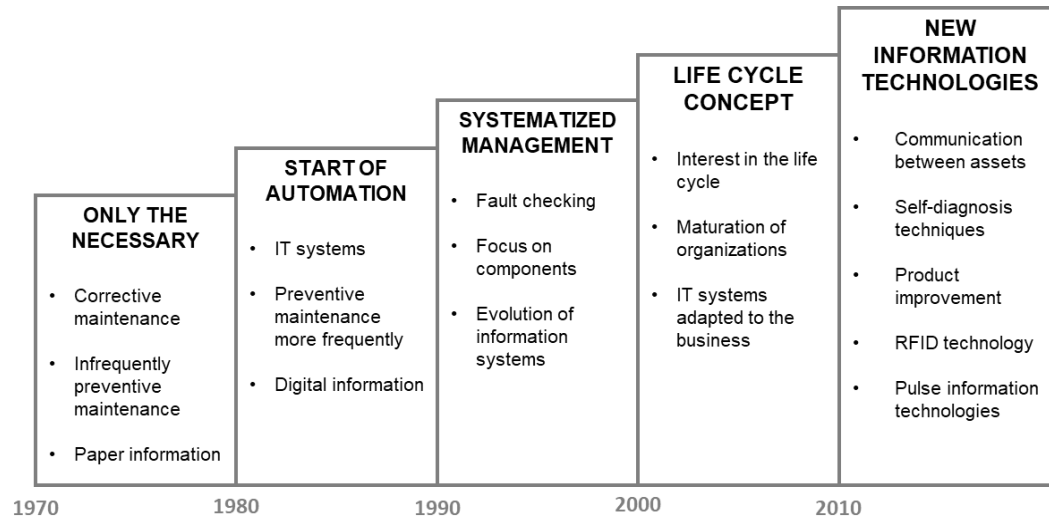 ONLY THE
NECESSARY
• Corrective
maintenance
• Infrequently
preventive
maintenance
• Paper information
START OF
AUTOMATION
• IT systems
• Preventive
maintenance
more frequently
• Digital information
SYSTEMATIZED
MANAGEMENT
• Fault checking
• Focus on
components
• Evolution of
information
systems
LIFE CYCLE
CONCEPT
• Interest in the life
cycle
• Maturation of
organizations
• IT systems
adapted to the
business
NEW
INFORMATION
TECHNOLOGIES
• Communication
between assets
• Self-diagnosis
techniques
• Product
improvement
• RFID technology
• Pulse information
technologies
1970 1980 1990 2000 2010